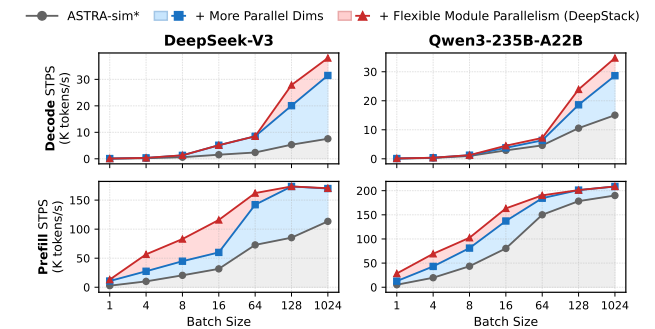 ASTRA-sim* + More Parallel Dims + Flexible Module Parallelism (DeepStack)
DeepSeek-V3 Qwen3-235B-A22B
Decode STPS
(K tokens/s)
30
20
10
0
30
20
10
0
Prefill STPS
(K tokens/s)
150
100
50
0
200
150
100
50
0
1 4 8 16 64 128 1024
1 4 8 16 64 128 1024
Batch Size Batch Size